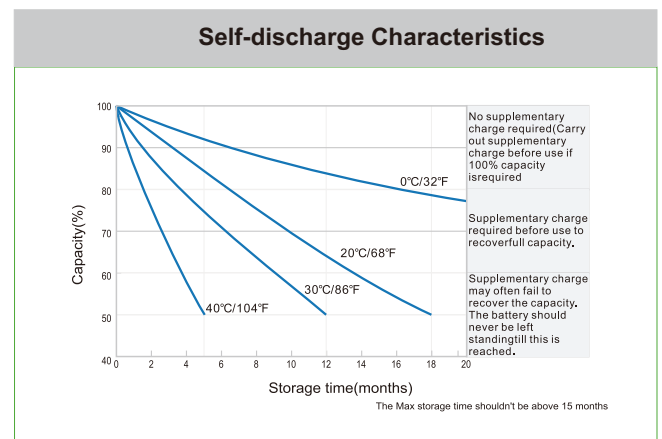 Self-discharge Characteristics
100
90
80
70
60
50
40
Capacity(%)
0°C/32°F
20°C/68°F
30°C/86°F
40°C/104°F
0 2 4 6 8 10 12 14 16 18 20
Storage time(months)
No supplementary
charge required(Carry
out supplementary
charge before use if
100% capacity
isrequired
Supplementary charge
required before use to
recoverfull capacity.
Supplementary charge
may often fail to
recover the capacity.
The battery should
never be left
standingtill this is
reached.
The Max storage time shouldn't be above 15 months